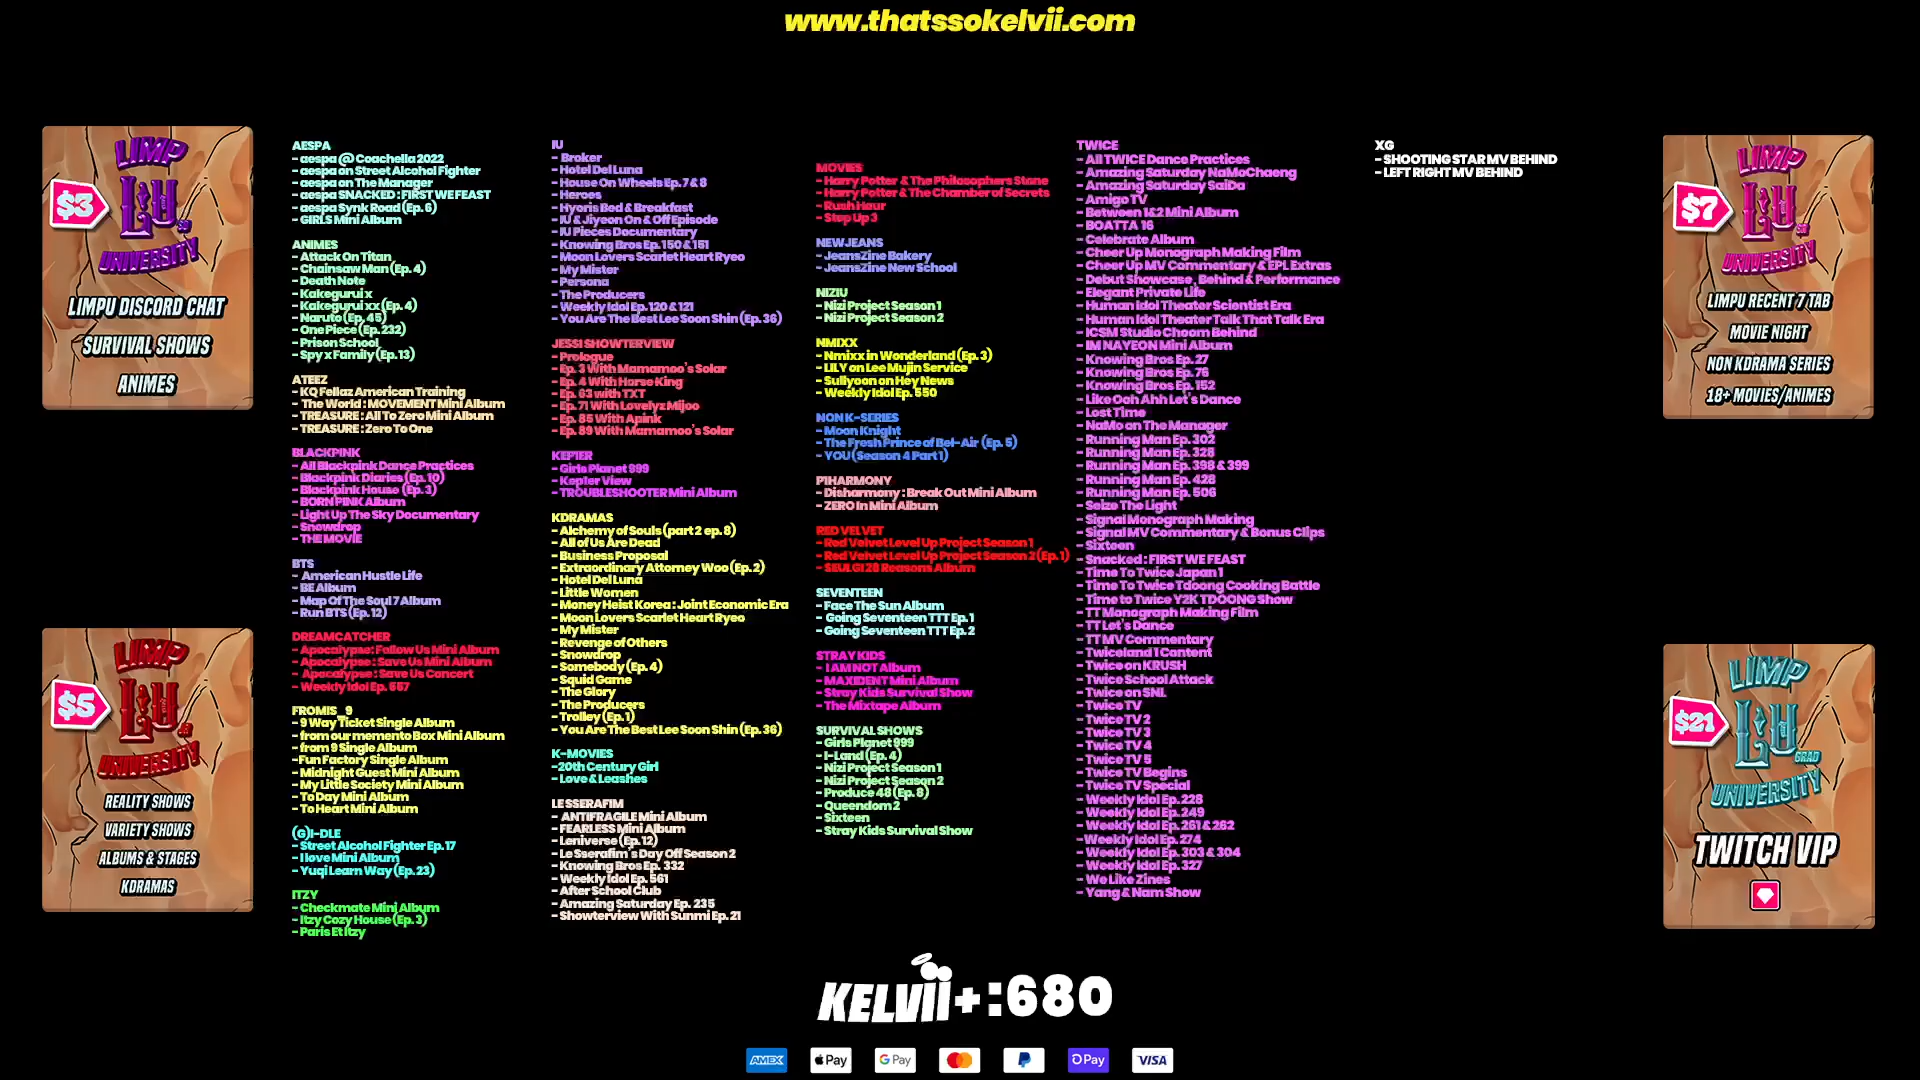 www.thatssokelvii.com
LIMP
$3
LU
UNIVERSITY
LIMPU DISCORD CHAT
SURVIVAL SHOWS
ANIMES
LIMP
$5
LU
UNIVERSITY
REALITY SHOWS
VARIETY SHOWS
ALBUMS & STAGES
KDRAMAS
AESPA
- aespa @ Coachella 2022
- aespa on Street Alcohol Fighter
- aespa on The Manager
- aespa SNACKED : FIRST WE FEAST
- aespa Synk Road (Ep. 6)
- GIRLS Mini Album
ANIMES
- Attack On Titan
- Chainsaw Man (Ep. 4)
- Death Note
- Kakegurui x
- Kakegurui xx (Ep. 4)
- Naruto (Ep. 45)
- One Piece (Ep. 232)
- Prison School
- Spy x Family (Ep. 13)
ATEEZ
- KQ Fellaz American Training
- The World : MOVEMENT Mini Album
- TREASURE : All To Zero Mini Album
- TREASURE : Zero To One
BLACKPINK
- All Blackpink Dance Practices
- Blackpink Diaries (Ep. 10)
- Blackpink House (Ep. 3)
- BORN PINK Album
- Light Up The Sky Documentary
- Snowdrop
- THE MOVIE
BTS
- American Hustle Life
- BE Album
- Map Of The Soul 7 Album
- Run BTS (Ep. 12)
DREAMCATCHER
- Apocalypse : Follow Us Mini Album
- Apocalypse : Save Us Mini Album
- Apocalypse : Save Us Concert
- Weekly Idol Ep. 557
FROMIS_9
- 9 Way Ticket Single Album
- from our memento Box Mini Album
- from 9 Single Album
-Fun Factory Single Album
- Midnight Guest Mini Album
- My Little Society Mini Album
- To Day Mini Album
- To Heart Mini Album
(G)I-DLE
- Street Alcohol Fighter Ep. 17
- I love Mini Album
- Yuqi Learn Way (Ep. 23)
ITZY
- Checkmate Mini Album
- Itzy Cozy House (Ep. 3)
- Paris Et Itzy
IU
- Broker
- Hotel Del Luna
- House On Wheels Ep. 7 & 8
- Heroes
- Hyoris Bed & Breakfast
- IU & Jiyeon On & Off Episode
- IU Pieces Documentary
- Knowing Bros Ep. 150 & 151
- Moon Lovers Scarlet Heart Ryeo
- My Mister
- Persona
- The Producers
- Weekly Idol Ep. 120 & 121
- You Are The Best Lee Soon Shin (Ep. 36)
JESSI SHOWTERVIEW
- Prologue
- Ep. 3 With Mamamoo's Solar
- Ep. 4 With Horse King
- Ep. 63 with TXT
- Ep. 71 With Lovelyz Mijoo
- Ep. 85 With Apink
- Ep. 89 With Mamamoo's Solar
KEP1ER
- Girls Planet 999
- Kep1er View
- TROUBLESHOOTER Mini Album
KDRAMAS
- Alchemy of Souls (part 2 ep. 8)
- All of Us Are Dead
- Business Proposal
- Extraordinary Attorney Woo (Ep. 2)
- Hotel Del Luna
- Little Women
- Money Heist Korea : Joint Economic Era
- Moon Lovers Scarlet Heart Ryeo
- My Mister
- Revenge of Others
- Snowdrop
- Somebody (Ep. 4)
- Squid Game
- The Glory
- The Producers
- Trolley (Ep. 1)
- You Are The Best Lee Soon Shin (Ep. 36)
K-MOVIES
-20th Century Girl
- Love & Leashes
LE SSERAFIM
- ANTIFRAGILE Mini Album
- FEARLESS Mini Album
- Leniverse (Ep. 12)
- Le Sserafim's Day Off Season 2
- Knowing Bros Ep. 332
- Weekly Idol Ep. 561
- After School Club
- Amazing Saturday Ep. 235
- Showterview With Sunmi Ep. 21
MOVIES
- Harry Potter & The Philosophers Stone
- Harry Potter & The Chamber of Secrets
- Rush Hour
- Step Up 3
NEWJEANS
- JeansZine Bakery
- JeansZine New School
NIZIU
- Nizi Project Season 1
- Nizi Project Season 2
NMIXX
- Nmixx in Wonderland (Ep. 3)
- LILY on Lee Mujin Service
- Sullyoon on Hey News
- Weekly Idol Ep. 550
NON K-SERIES
- Moon Knight
- The Fresh Prince of Bel-Air (Ep. 5)
- YOU (Season 4 Part 1)
P1HARMONY
- Disharmony : Break Out Mini Album
- ZERO In Mini Album
RED VELVET
- Red Velvet Level Up Project Season 1
- Red Velvet Level Up Project Season 2 (Ep. 1)
- SEULGI 28 Reasons Album
SEVENTEEN
- Face The Sun Album
- Going Seventeen TTT Ep. 1
- Going Seventeen TTT Ep. 2
STRAY KIDS
- I AM NOT Album
- MAXIDENT Mini Album
- Stray Kids Survival Show
- The Mixtape Album
SURVIVAL SHOWS
- Girls Planet 999
- I-Land (Ep. 4)
- Nizi Project Season 1
- Nizi Project Season 2
- Produce 48 (Ep. 8)
- Queendom 2
- Sixteen
- Stray Kids Survival Show
TWICE
- All TWICE Dance Practices
- Amazing Saturday NaMoChaeng
- Amazing Saturday SaiDa
- Amigo TV
- Between 1&2 Mini Album
- BOATTA 16
- Celebrate Album
- Cheer Up Monograph Making Film
- Cheer Up MV Commentary & EPL Extras
- Debut Showcase, Behind & Performance
- Elegant Private Life
- Human Idol Theater Scientist Era
- Human Idol Theater Talk That Talk Era
- ICSM Studio Choom Behind
- IM NAYEON Mini Album
- Knowing Bros Ep. 27
- Knowing Bros Ep. 76
- Knowing Bros Ep. 152
- Like Ooh Ahh Let's Dance
- Lost Time
- NaMo on The Manager
- Running Man Ep. 302
- Running Man Ep. 328
- Running Man Ep. 398 & 399
- Running Man Ep. 428
- Running Man Ep. 506
- Seize The Light
- Signal Monograph Making
- Signal MV Commentary & Bonus Clips
- Sixteen
- Snacked : FIRST WE FEAST
- Time To Twice Japan 1
- Time To Twice Tdoong Cooking Battle
- Time to Twice Y2K TDOONG Show
- TT Monograph Making Film
- TT Let's Dance
- TT MV Commentary
- Twiceland 1 Content
- Twice on KRUSH
- Twice School Attack
- Twice on SNL
- Twice TV
- Twice TV 2
- Twice TV 3
- Twice TV 4
- Twice TV 5
- Twice TV Begins
- Twice TV Special
- Weekly Idol Ep. 228
- Weekly Idol Ep. 249
- Weekly Idol Ep. 261 & 262
- Weekly Idol Ep. 274
- Weekly Idol Ep. 303 & 304
- Weekly Idol Ep. 327
- We Like Zines
- Yang & Nam Show
XG
- SHOOTING STAR MV BEHIND
- LEFT RIGHT MV BEHIND
LIMP
$7
LU
UNIVERSITY
LIMPU RECENT 7 TAB
MOVIE NIGHT
NON KDRAMA SERIES
18+ MOVIES/ANIMES
LIMP
$21
LU
GRAD
UNIVERSITY
TWITCH VIP
KELVii+:680
AMEX
Pay
G Pay
P
Pay
VISA